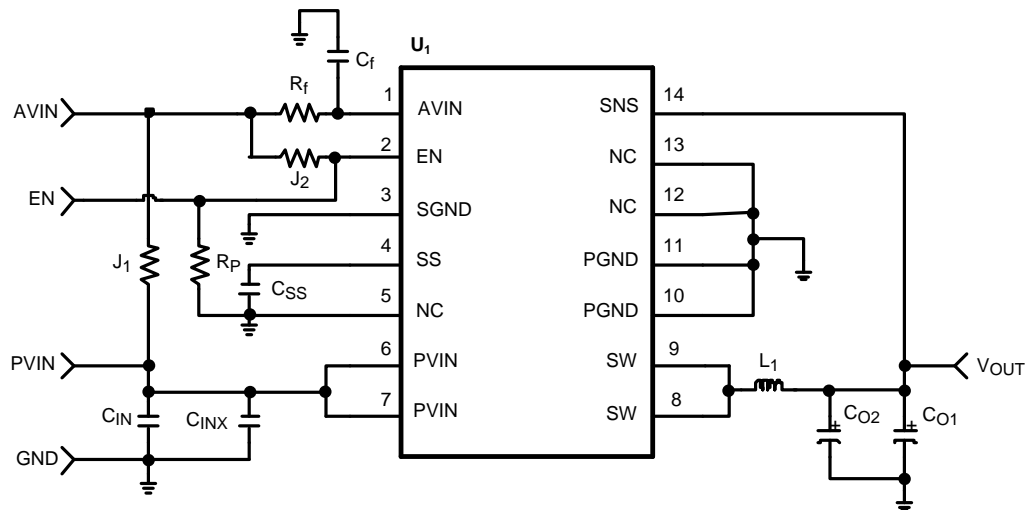 U1
Cf
Rf
AVIN
1
AVIN
SNS
14
J2
2
EN
NC
13
EN
3
SGND
NC
12
J1
RP
CSS
4
SS
PGND
11
5
NC
PGND
10
PVIN
6
PVIN
SW
9
L1
VOUT
CIN
CINX
7
PVIN
SW
8
CO2
+
CO1
+
GND